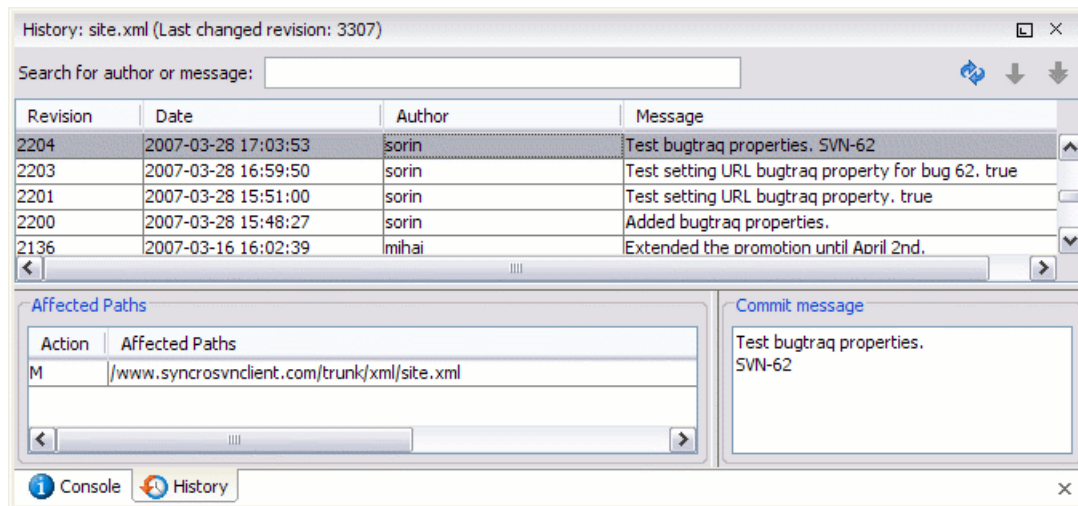 History: site.xml (Last changed revision: 3307)
Search for author or message:
Revision Date Author Message
2204 2007-03-28 17:03:53 sorin Test bugtraq properties. SVN-62
2203 2007-03-28 16:59:50 sorin Test setting URL bugtraq property for bug 62. true
2201 2007-03-28 15:51:00 sorin Test setting URL bugtraq property. true
2200 2007-03-28 15:48:27 sorin Added bugtraq properties.
2136 2007-03-16 16:02:39 mihai Extended the promotion until April 2nd.
Affected Paths
Action Affected Paths
M /www.syncrosvnclient.com/trunk/xml/site.xml
Commit message
Test bugtraq properties.
SVN-62
Console History